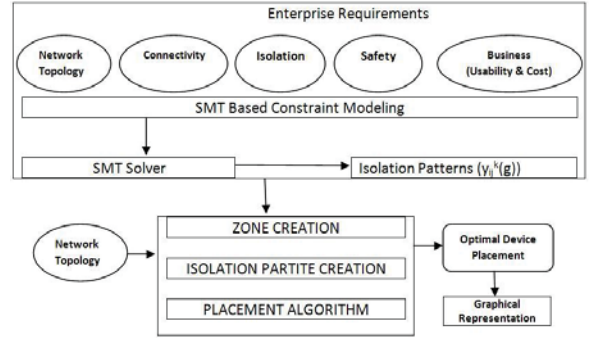 Enterprise Requirements
Network
Topology
Connectivity
Isolation
Safety
Business
(Usability & Cost)
SMT Based Constraint Modeling
SMT Solver
Isolation Patterns (yᵢⱼᵏ(g))
ZONE CREATION
Network
Topology
ISOLATION PARTITE CREATION
PLACEMENT ALGORITHM
Optimal Device
Placement
Graphical
Representation